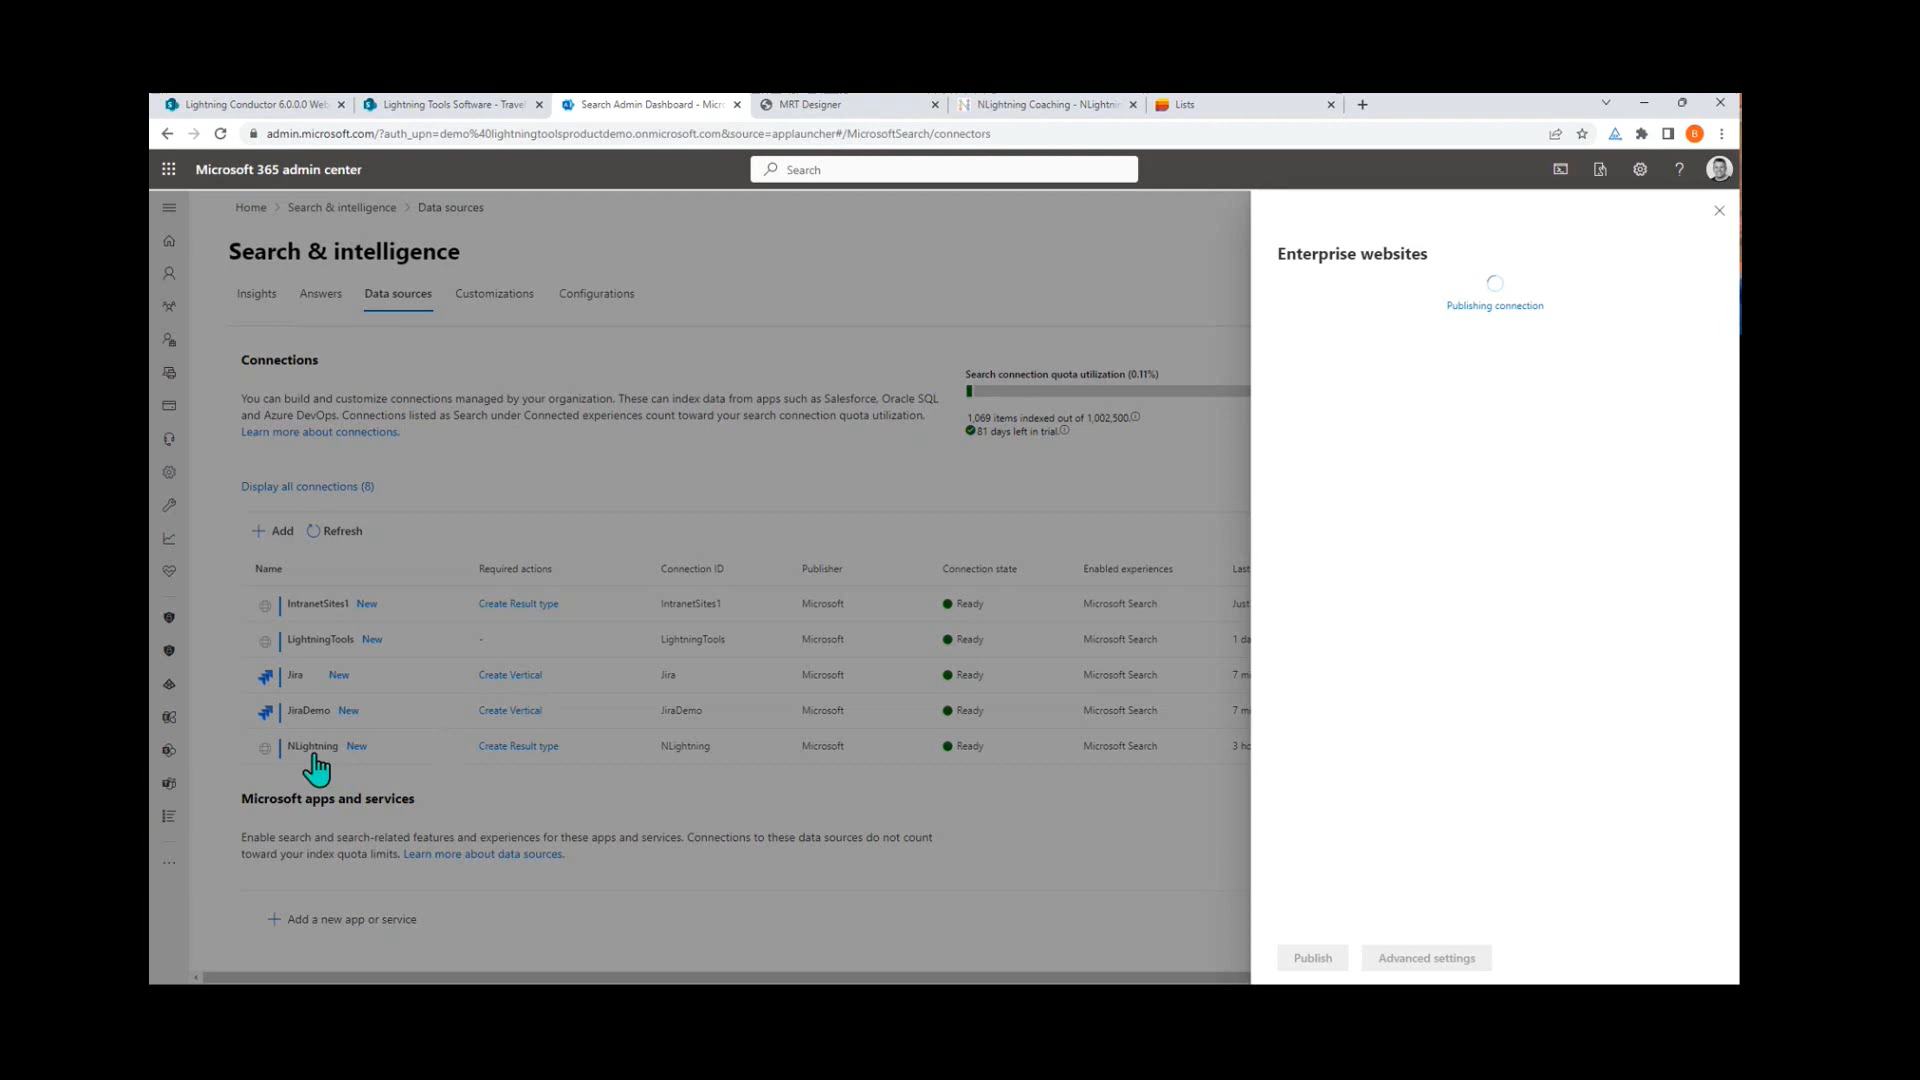 Lightning Conductor 6.0.0.0 Web
Lightning Tools Software - Travel
Search Admin Dashboard - Micro
MRT Designer
NLightning Coaching - NLightnin
Lists
admin.microsoft.com/?auth_upn=demo%40lightningtoolsproductdemo.onmicrosoft.com&source=applauncher#/MicrosoftSearch/connectors
B
Microsoft 365 admin center
Search
Home > Search & intelligence > Data sources
Search & intelligence
Insights
Answers
Data sources
Customizations
Configurations
Connections
You can build and customize connections managed by your organization. These can index data from apps such as Salesforce, Oracle SQL
and Azure DevOps. Connections listed as Search under Connected experiences count toward your search connection quota utilization.
Learn more about connections.
Search connection quota utilization (0.11%)
1,069 items indexed out of 1,002,500.
81 days left in trial.
Display all connections (8)
Add
Refresh
Name Required actions Connection ID Publisher Connection state Enabled experiences Last
IntranetSites1 New Create Result type IntranetSites1 Microsoft Ready Microsoft Search Just
LightningTools New - LightningTools Microsoft Ready Microsoft Search 1 da
Jira New Create Vertical Jira Microsoft Ready Microsoft Search 7 mi
JiraDemo New Create Vertical JiraDemo Microsoft Ready Microsoft Search 7 mi
NLightning New Create Result type NLightning Microsoft Ready Microsoft Search 3 ho
Microsoft apps and services
Enable search and search-related features and experiences for these apps and services. Connections to these data sources do not count
toward your index quota limits. Learn more about data sources.
Add a new app or service
Enterprise websites
Publishing connection
Publish
Advanced settings